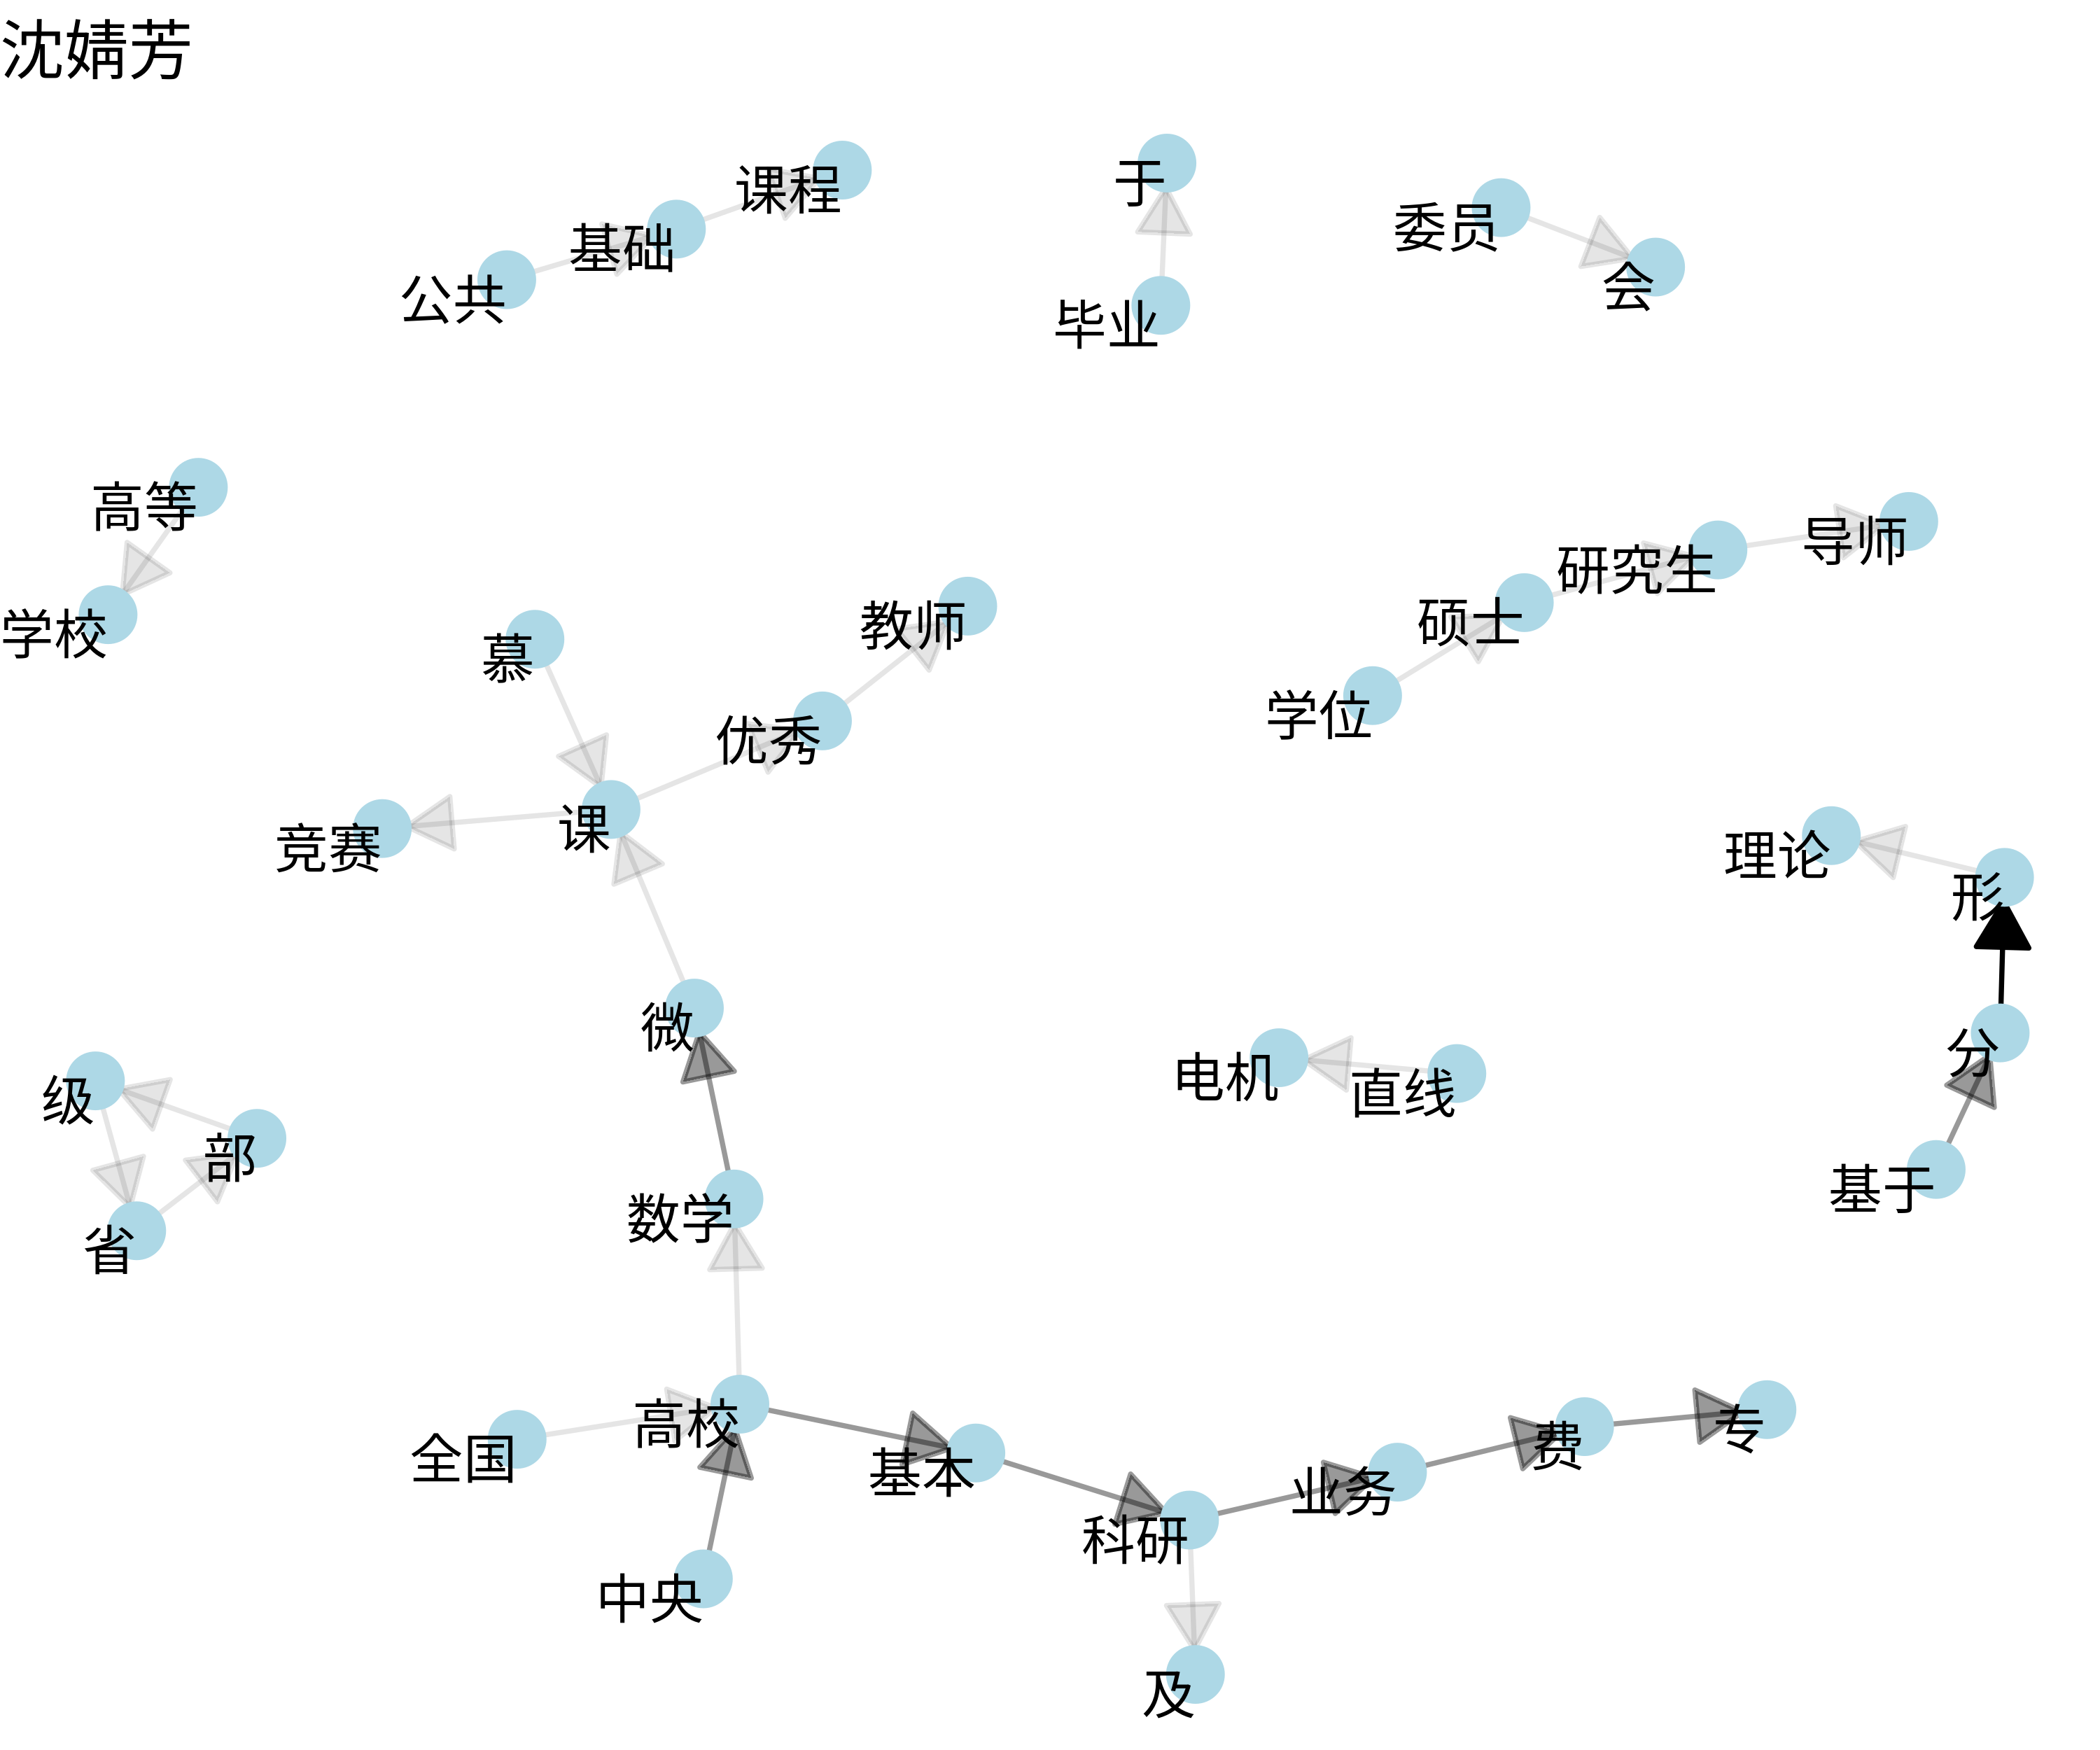 沈婧芳
课程
于
基础
委员
公共
会
毕业
高等
导师
研究生
学校
教师
硕士
慕
学位
优秀
竞赛
课
理论
形
微
分
电机
直线
级
部
基于
数学
省
高校
专
全国
费
基本
业务
科研
中央
及